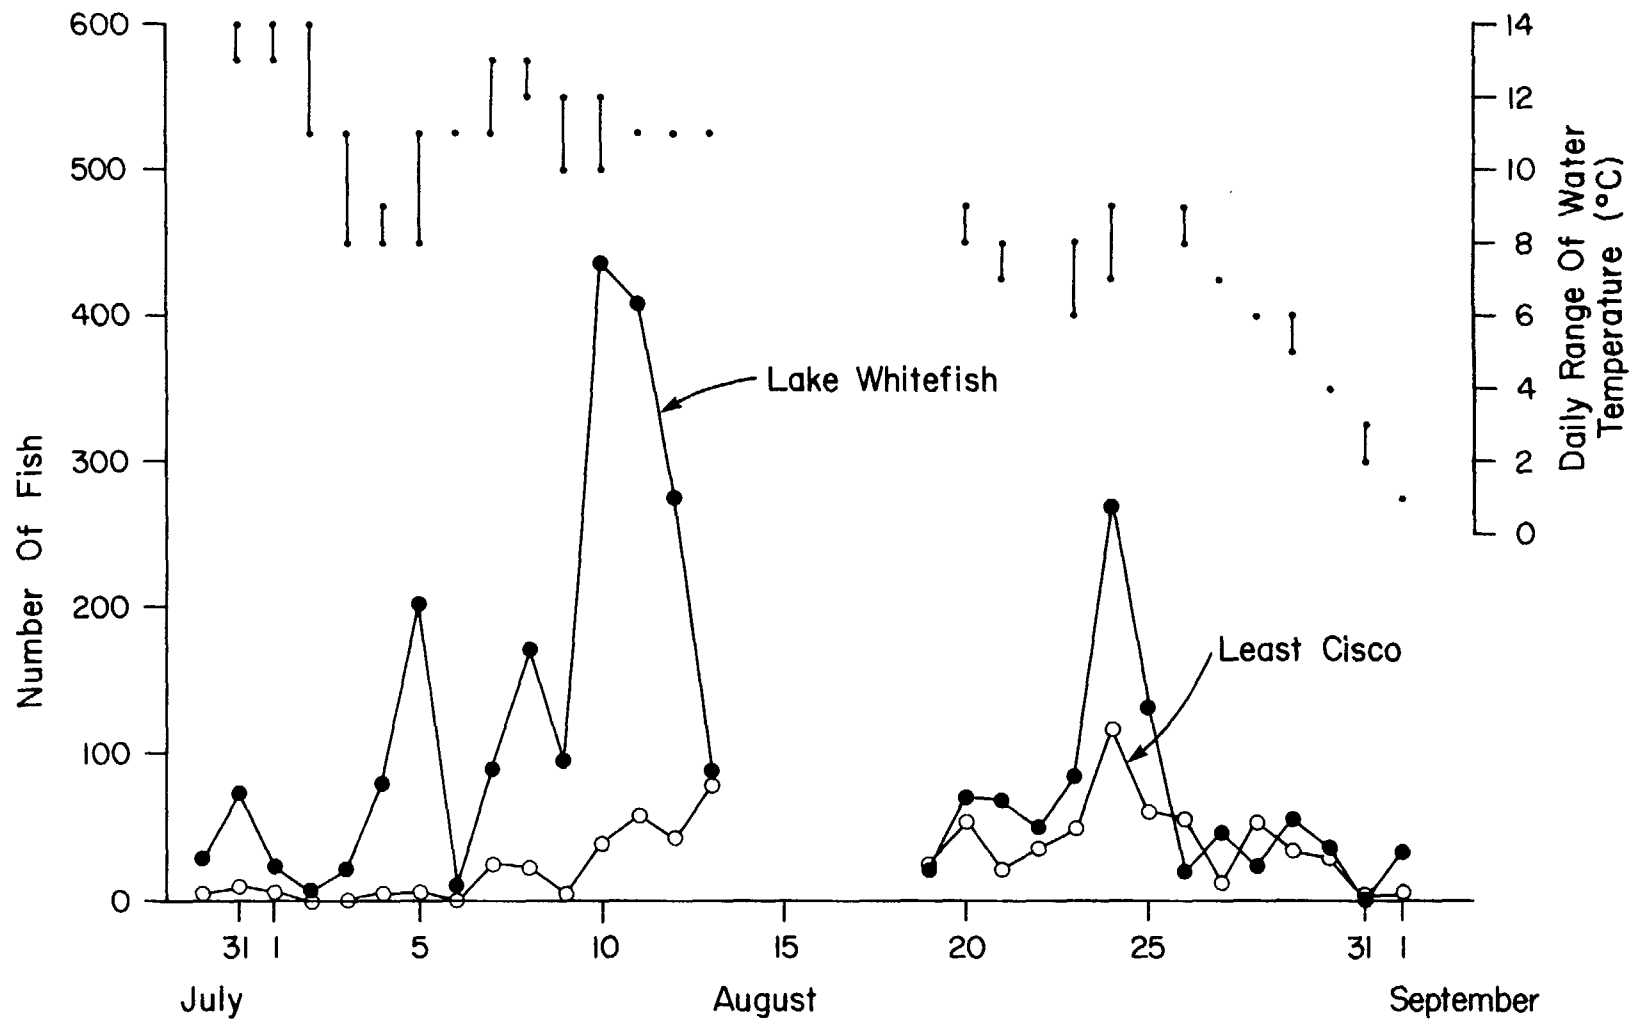 600
500
400
300
200
100
0
Number Of Fish
14
12
10
8
6
4
2
0
Daily Range Of Water
Temperature (°C)
Lake Whitefish
Least Cisco
31 1 5 10 15 20 25 31 1
July August September